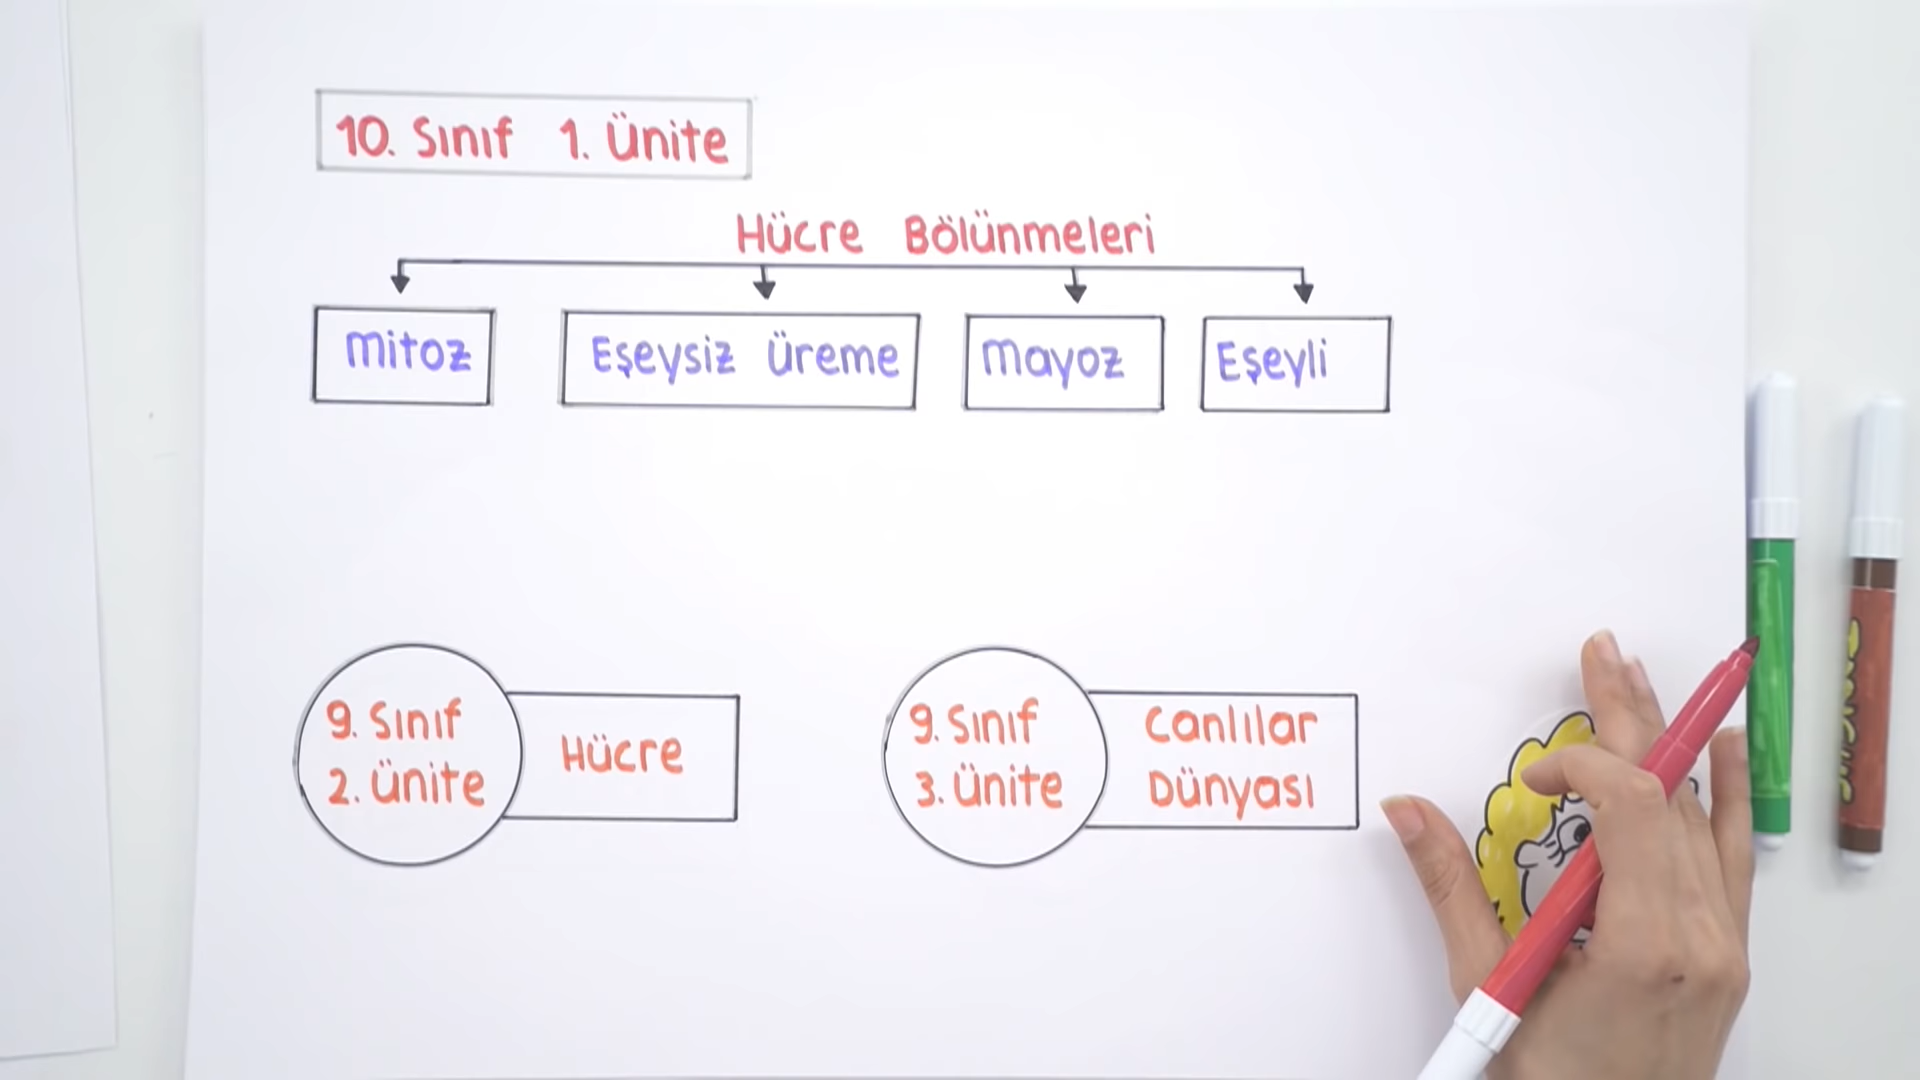 10. Sınıf 1. Ünite
Hücre Bölünmeleri
Mitoz
Eşeysiz Üreme
Mayoz
Eşeyli
9. Sınıf
2. Ünite
Hücre
9. Sınıf
3. Ünite
Canlılar
Dünyası